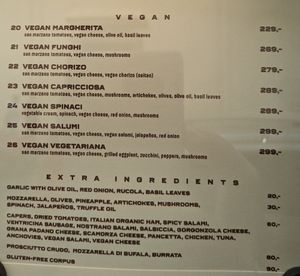 VEGAN
20 VEGAN MARGHERITA 229,-
san marzano tomatoes, vegan cheese, olive oil, basil leaves
21 VEGAN FUNGHI 269,-
san marzano tomatoes, vegan cheese, mushrooms
22 VEGAN CHORIZO 279,-
san marzano tomatoes, vegan cheese, vegan chorizo (seitan)
23 VEGAN CAPRICCIOSA 289,-
san marzano tomatoes, vegan cheese, mushrooms, artichokes, olives, olive oil, basil leaves
24 VEGAN SPINACI 289,-
vegetable cream, spinach, vegan cheese, red onion, mushrooms
25 VEGAN SALUMI 299,-
san marzano tomatoes, vegan cheese, vegan salami, jalapeños, red onion
26 VEGAN VEGETARIANA 299,-
san marzano tomatoes, vegan cheese, grilled eggplant, zucchini, peppers, mushrooms
EXTRA INGREDIENTS
GARLIC WITH OLIVE OIL, RED ONION, RUCOLA, BASIL LEAVES 20,-
MOZZARELLA, OLIVES, PINEAPPLE, ARTICHOKES, MUSHROOMS,
SPINACH, JALAPEÑOS, TRUFFLE OIL 30,-
CAPERS, DRIED TOMATOES, ITALIAN ORGANIC HAM, SPICY SALAMI,
VENTRICINA SAUSAGE, NOSTRANO SALAMI, SALSICCIA, GORGONZOLA CHEESE,
GRANA PADANO CHEESE, SCAMORZA CHEESE, PANCETTA, CHICKEN, TUNA,
ANCHOVIES, VEGAN SALAMI, VEGAN CHEESE 60,-
PROSCIUTTO CRUDO, MOZZARELLA DI BUFALA, BURRATA 80,-
GLUTEN-FREE CORPUS 90,-